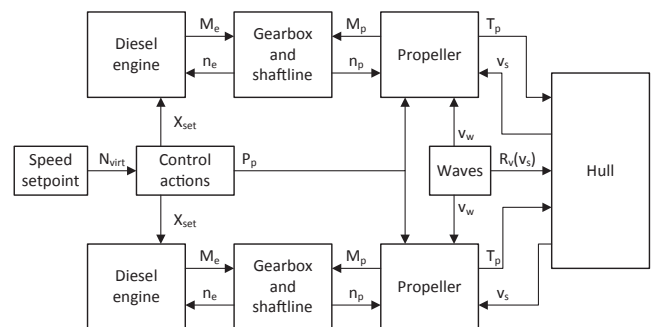 Diesel
engine
Mₑ
nₑ
Gearbox
and
shaftline
Mₚ
nₚ
Propeller
Tₚ
vₛ
Xset
vw
Speed
setpoint
Nvirt
Control
actions
Pₚ
Waves
Rᵥ(vₛ)
Hull
Xset
vw
Diesel
engine
Mₑ
nₑ
Gearbox
and
shaftline
Mₚ
nₚ
Propeller
Tₚ
vₛ